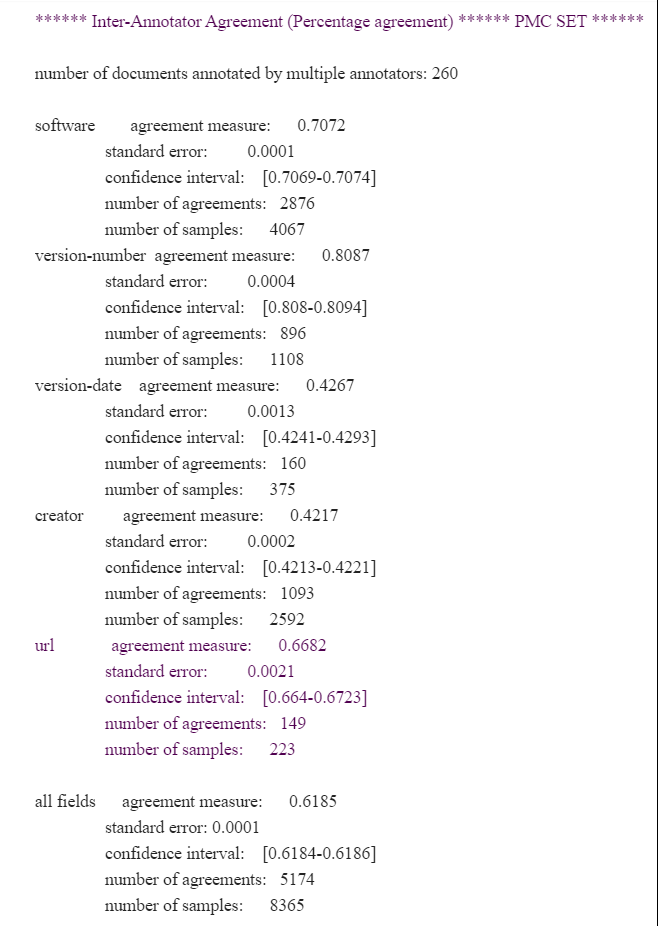 ****** Inter-Annotator Agreement (Percentage agreement) ****** PMC SET ******
number of documents annotated by multiple annotators: 260
software agreement measure: 0.7072
standard error: 0.0001
confidence interval: [0.7069-0.7074]
number of agreements: 2876
number of samples: 4067
version-number agreement measure: 0.8087
standard error: 0.0004
confidence interval: [0.808-0.8094]
number of agreements: 896
number of samples: 1108
version-date agreement measure: 0.4267
standard error: 0.0013
confidence interval: [0.4241-0.4293]
number of agreements: 160
number of samples: 375
creator agreement measure: 0.4217
standard error: 0.0002
confidence interval: [0.4213-0.4221]
number of agreements: 1093
number of samples: 2592
url agreement measure: 0.6682
standard error: 0.0021
confidence interval: [0.664-0.6723]
number of agreements: 149
number of samples: 223
all fields agreement measure: 0.6185
standard error: 0.0001
confidence interval: [0.6184-0.6186]
number of agreements: 5174
number of samples: 8365